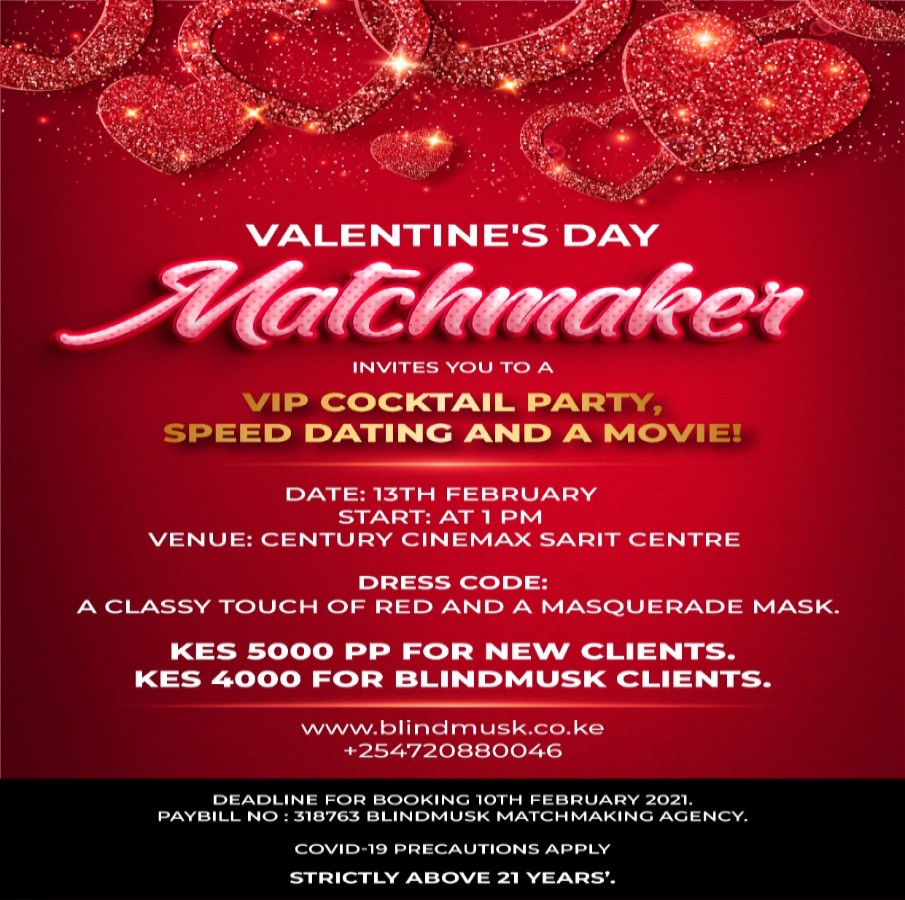 VALENTINE'S DAY
Matchmaker
INVITES YOU TO A
VIP COCKTAIL PARTY,
SPEED DATING AND A MOVIE!
DATE: 13TH FEBRUARY
START: AT 1 PM
VENUE: CENTURY CINEMAX SARIT CENTRE
DRESS CODE:
A CLASSY TOUCH OF RED AND A MASQUERADE MASK.
KES 5000 PP FOR NEW CLIENTS.
KES 4000 FOR BLINDMUSK CLIENTS.
www.blindmusk.co.ke
+254720880046
DEADLINE FOR BOOKING 10TH FEBRUARY 2021.
PAYBILL NO : 318763 BLINDMUSK MATCHMAKING AGENCY.
COVID-19 PRECAUTIONS APPLY
STRICTLY ABOVE 21 YEARS’.